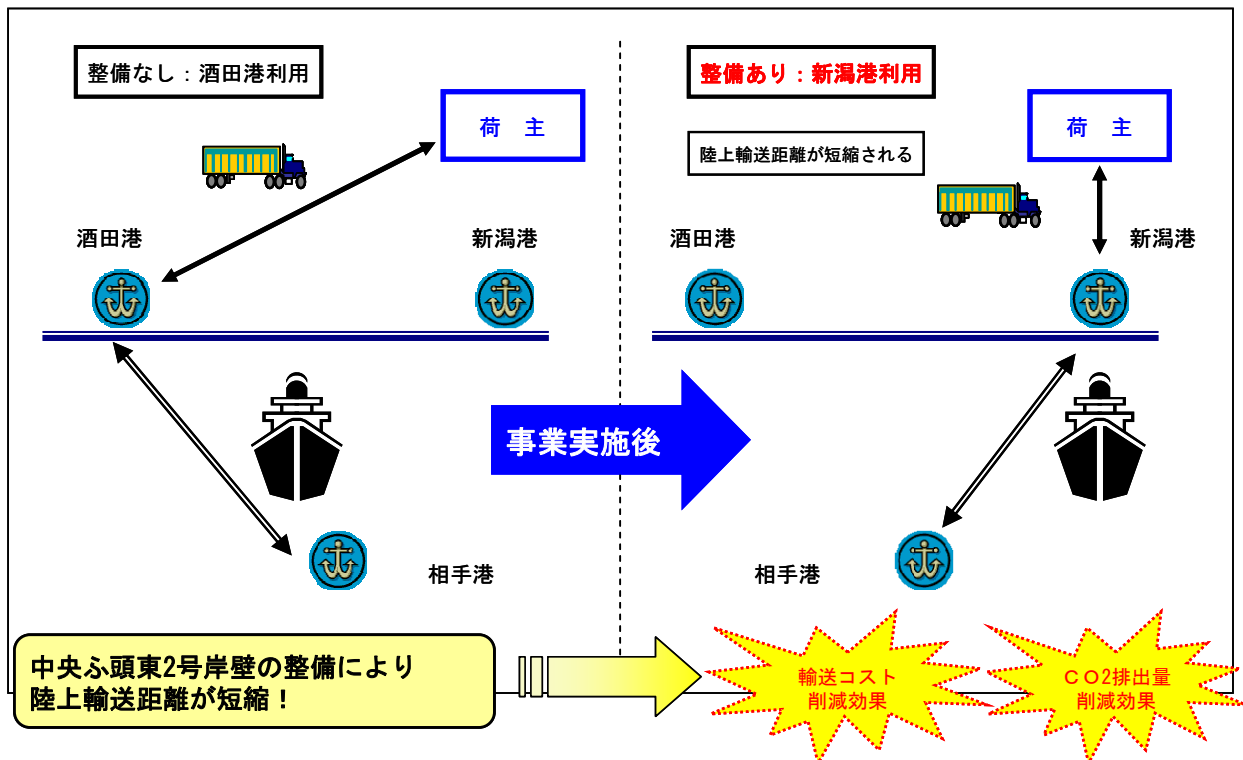 整備なし：酒田港利用
荷　主
酒田港
新潟港
相手港
事業実施後
整備あり：新潟港利用
陸上輸送距離が短縮される
荷　主
酒田港
新潟港
相手港
中央ふ頭東2号岸壁の整備により
陸上輸送距離が短縮！
輸送コスト
削減効果
ＣＯ2排出量
削減効果